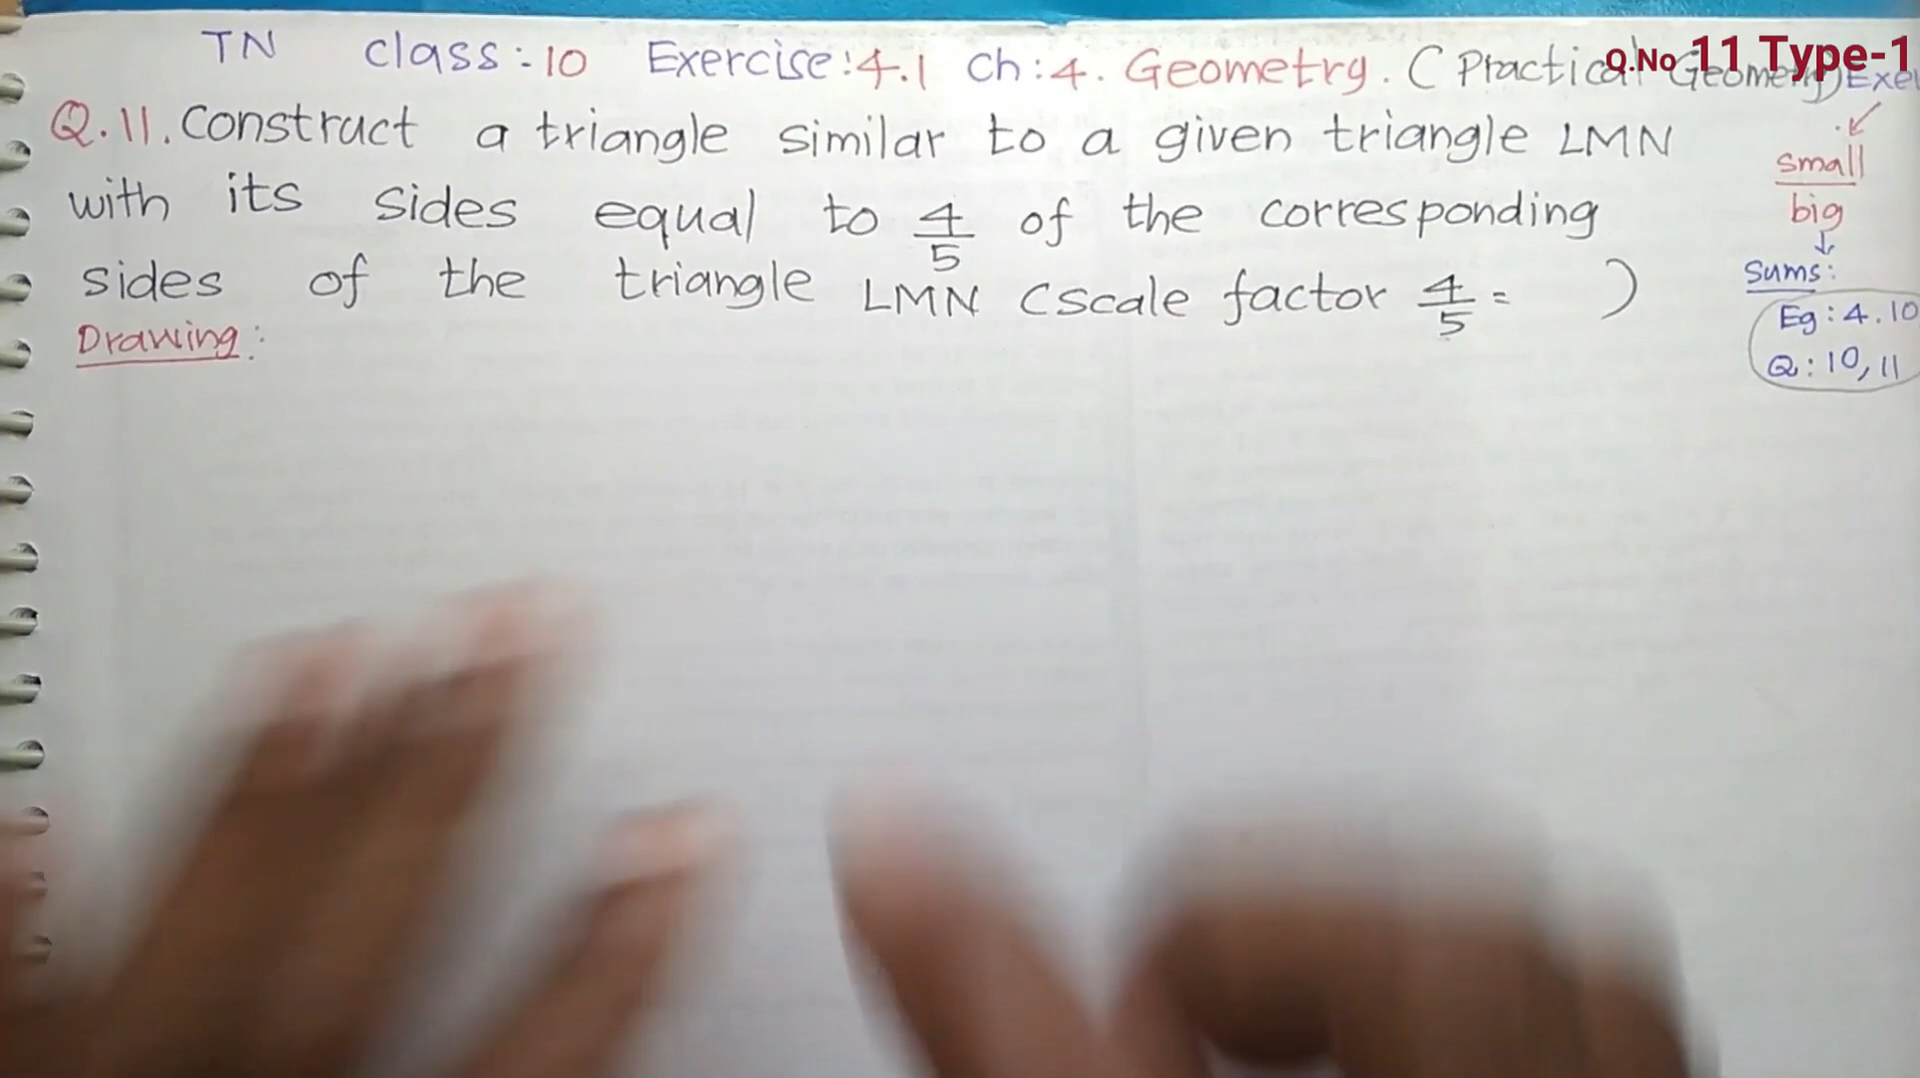 TN class:10 Exercise:4.1 Ch:4. Geometry. (Practical Geometry) Exe
Q.No 11 Type-1
Q.11. Construct a triangle similar to a given triangle LMN
with its sides equal to 4/5 of the corresponding
sides of the triangle LMN (scale factor 4/5 = )
Drawing:
small
big
Sums:
Eg: 4.10
Q: 10, 11